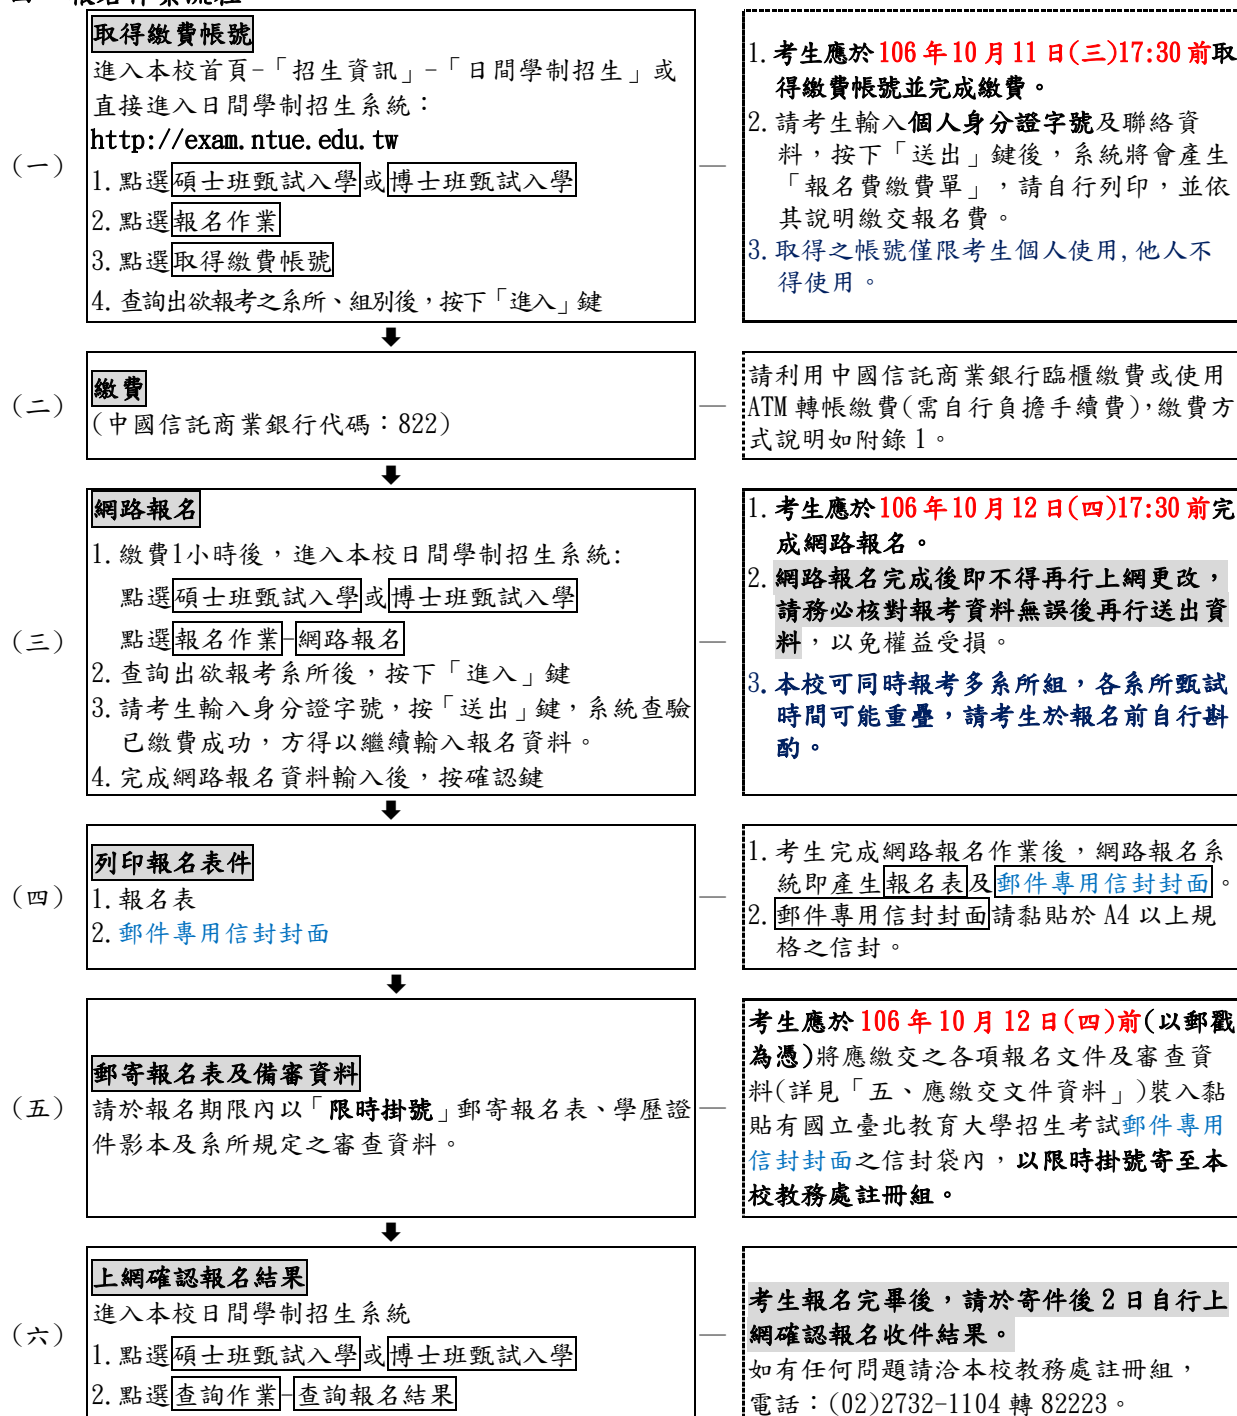 (一)
取得繳費帳號
進入本校首頁-「招生資訊」-「日間學制招生」或
直接進入日間學制招生系統：
http://exam.ntue.edu.tw
1.點選碩士班甄試入學或博士班甄試入學
2.點選報名作業
3.點選取得繳費帳號
4.查詢出欲報考之系所、組別後，按下「進入」鍵
1.考生應於 106 年 10 月 11 日(三)17:30 前取
得繳費帳號並完成繳費。
2.請考生輸入個人身分證字號及聯絡資
料，按下「送出」鍵後，系統將會產生
「報名費繳費單」，請自行列印，並依
其說明繳交報名費。
3.取得之帳號僅限考生個人使用,他人不
得使用。
(二)
繳費
(中國信託商業銀行代碼：822)
請利用中國信託商業銀行臨櫃繳費或使用
ATM 轉帳繳費(需自行負擔手續費)，繳費方
式說明如附錄 1。
(三)
網路報名
1.繳費1小時後，進入本校日間學制招生系統:
點選碩士班甄試入學或博士班甄試入學
點選報名作業-網路報名
2.查詢出欲報考系所後，按下「進入」鍵
3.請考生輸入身分證字號，按「送出」鍵，系統查驗
已繳費成功，方得以繼續輸入報名資料。
4.完成網路報名資料輸入後，按確認鍵
1.考生應於 106 年 10 月 12 日(四)17:30 前完
成網路報名。
2.網路報名完成後即不得再行上網更改，
請務必核對報考資料無誤後再行送出資
料，以免權益受損。
3.本校可同時報考多系所組，各系所甄試
時間可能重疊，請考生於報名前自行斟
酌。
(四)
列印報名表件
1.報名表
2.郵件專用信封封面
1.考生完成網路報名作業後，網路報名系
統即產生報名表及郵件專用信封封面。
2.郵件專用信封封面請黏貼於 A4 以上規
格之信封。
(五)
郵寄報名表及備審資料
請於報名期限內以「限時掛號」郵寄報名表、學歷證
件影本及系所規定之審查資料。
考生應於 106 年 10 月 12 日(四)前(以郵戳
為憑)將應繳交之各項報名文件及審查資
料(詳見「五、應繳交文件資料」)裝入黏
貼有國立臺北教育大學招生考試郵件專用
信封封面之信封袋內，以限時掛號寄至本
校教務處註冊組。
(六)
上網確認報名結果
進入本校日間學制招生系統
1.點選碩士班甄試入學或博士班甄試入學
2.點選查詢作業-查詢報名結果
考生報名完畢後，請於寄件後 2 日自行上
網確認報名收件結果。
如有任何問題請洽本校教務處註冊組，
電話：(02)2732-1104 轉 82223。